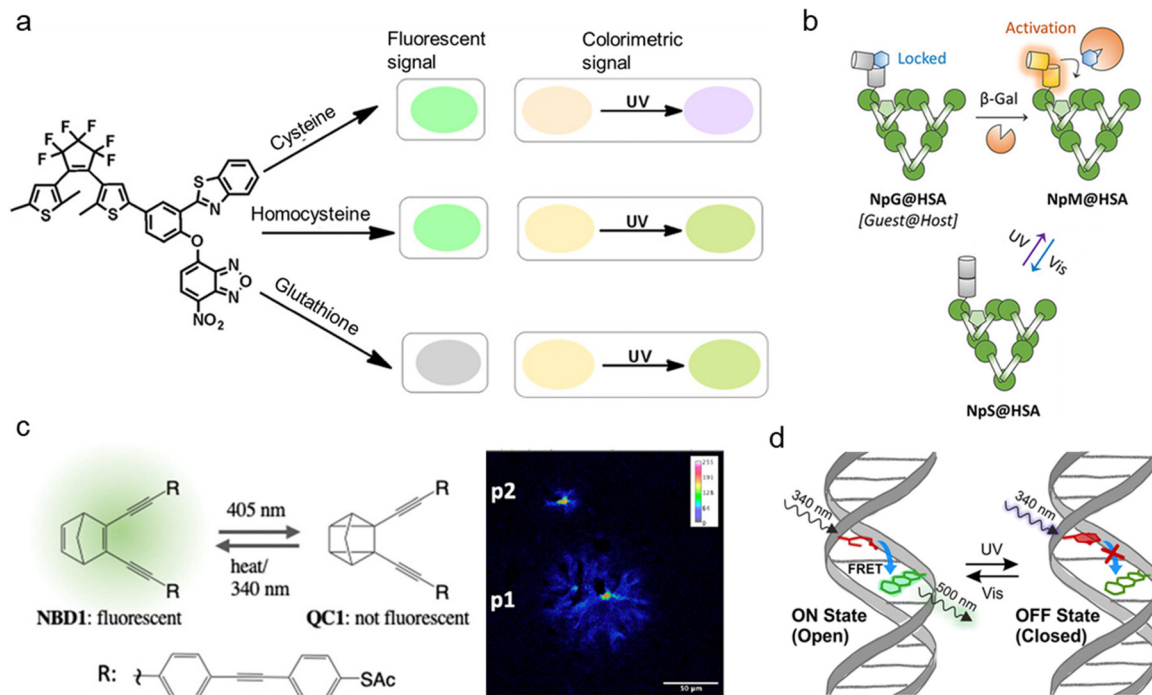 a
Fluorescent
signal
Colorimetric
signal
F
F
F
F
F
F
S
S
S
N
O
N
O
N
NO2
Cysteine
UV
Homocysteine
UV
Glutathione
UV
b
Activation
Locked
β-Gal
NpG@HSA
[Guest@Host]
NpM@HSA
UV
Vis
NpS@HSA
c
R
R
405 nm
heat/
340 nm
R
R
NBD1: fluorescent
QC1: not fluorescent
R:
SAc
p2
p1
255
191
128
64
0
50 μm
d
340 nm
FRET
500 nm
ON State
(Open)
UV
Vis
340 nm
OFF State
(Closed)